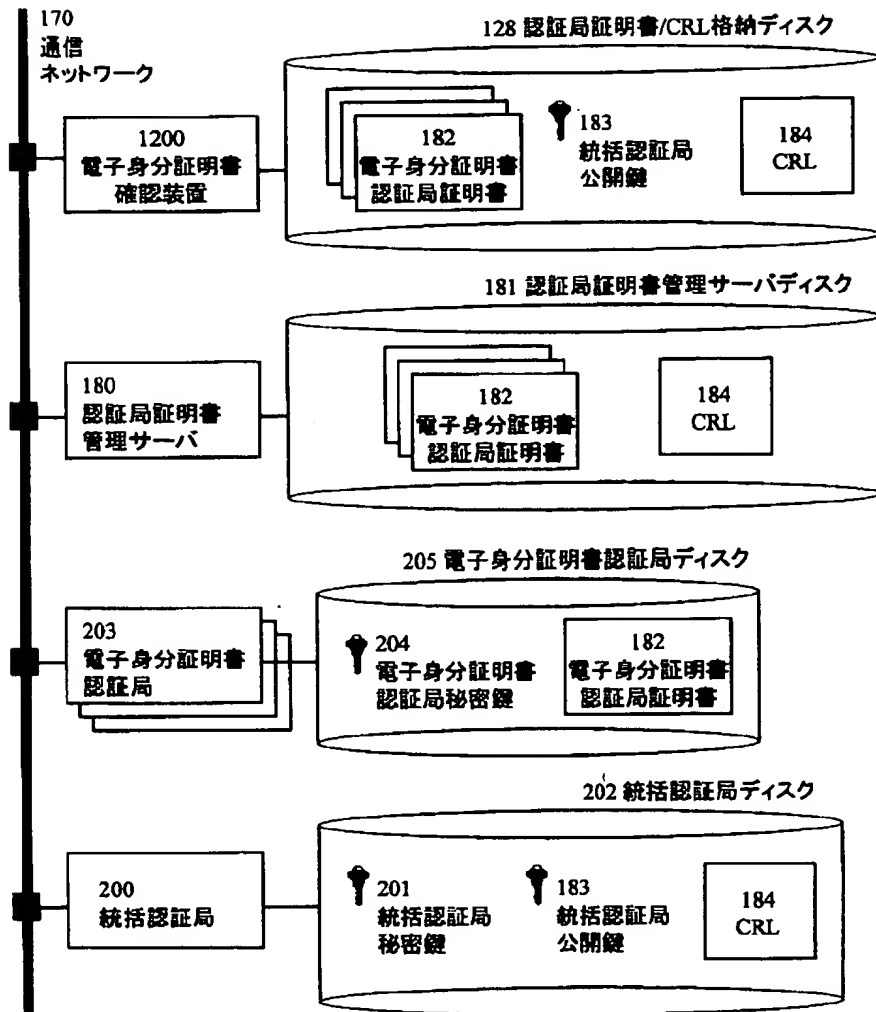 170
通信
ネットワーク
128 認証局証明書/CRL格納ディスク
1200
電子身分証明書
確認装置
182
電子身分証明書
認証局証明書
183
統括認証局
公開鍵
184
CRL
181 認証局証明書管理サーバディスク
180
認証局証明書
管理サーバ
182
電子身分証明書
認証局証明書
184
CRL
205 電子身分証明書認証局ディスク
203
電子身分証明書
認証局
204
電子身分証明書
認証局秘密鍵
182
電子身分証明書
認証局証明書
202 統括認証局ディスク
200
統括認証局
201
統括認証局
秘密鍵
183
統括認証局
公開鍵
184
CRL